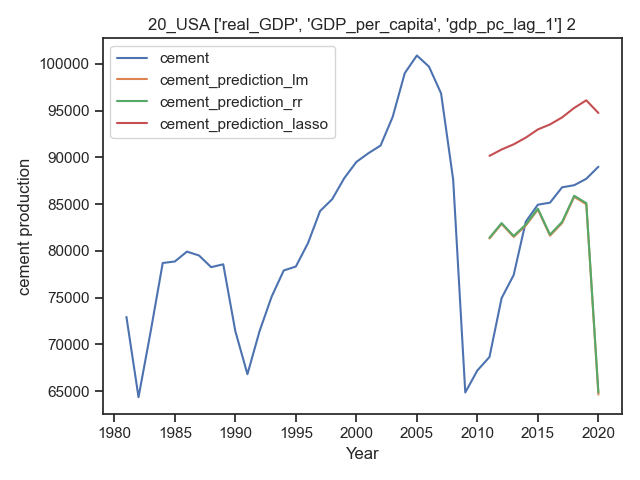 20_USA ['real_GDP', 'GDP_per_capita', 'gdp_pc_lag_1'] 2
cement
cement_prediction_lm
cement_prediction_rr
cement_prediction_lasso
cement production
100000
95000
90000
85000
80000
75000
70000
65000
1980 1985 1990 1995 2000 2005 2010 2015 2020
Year